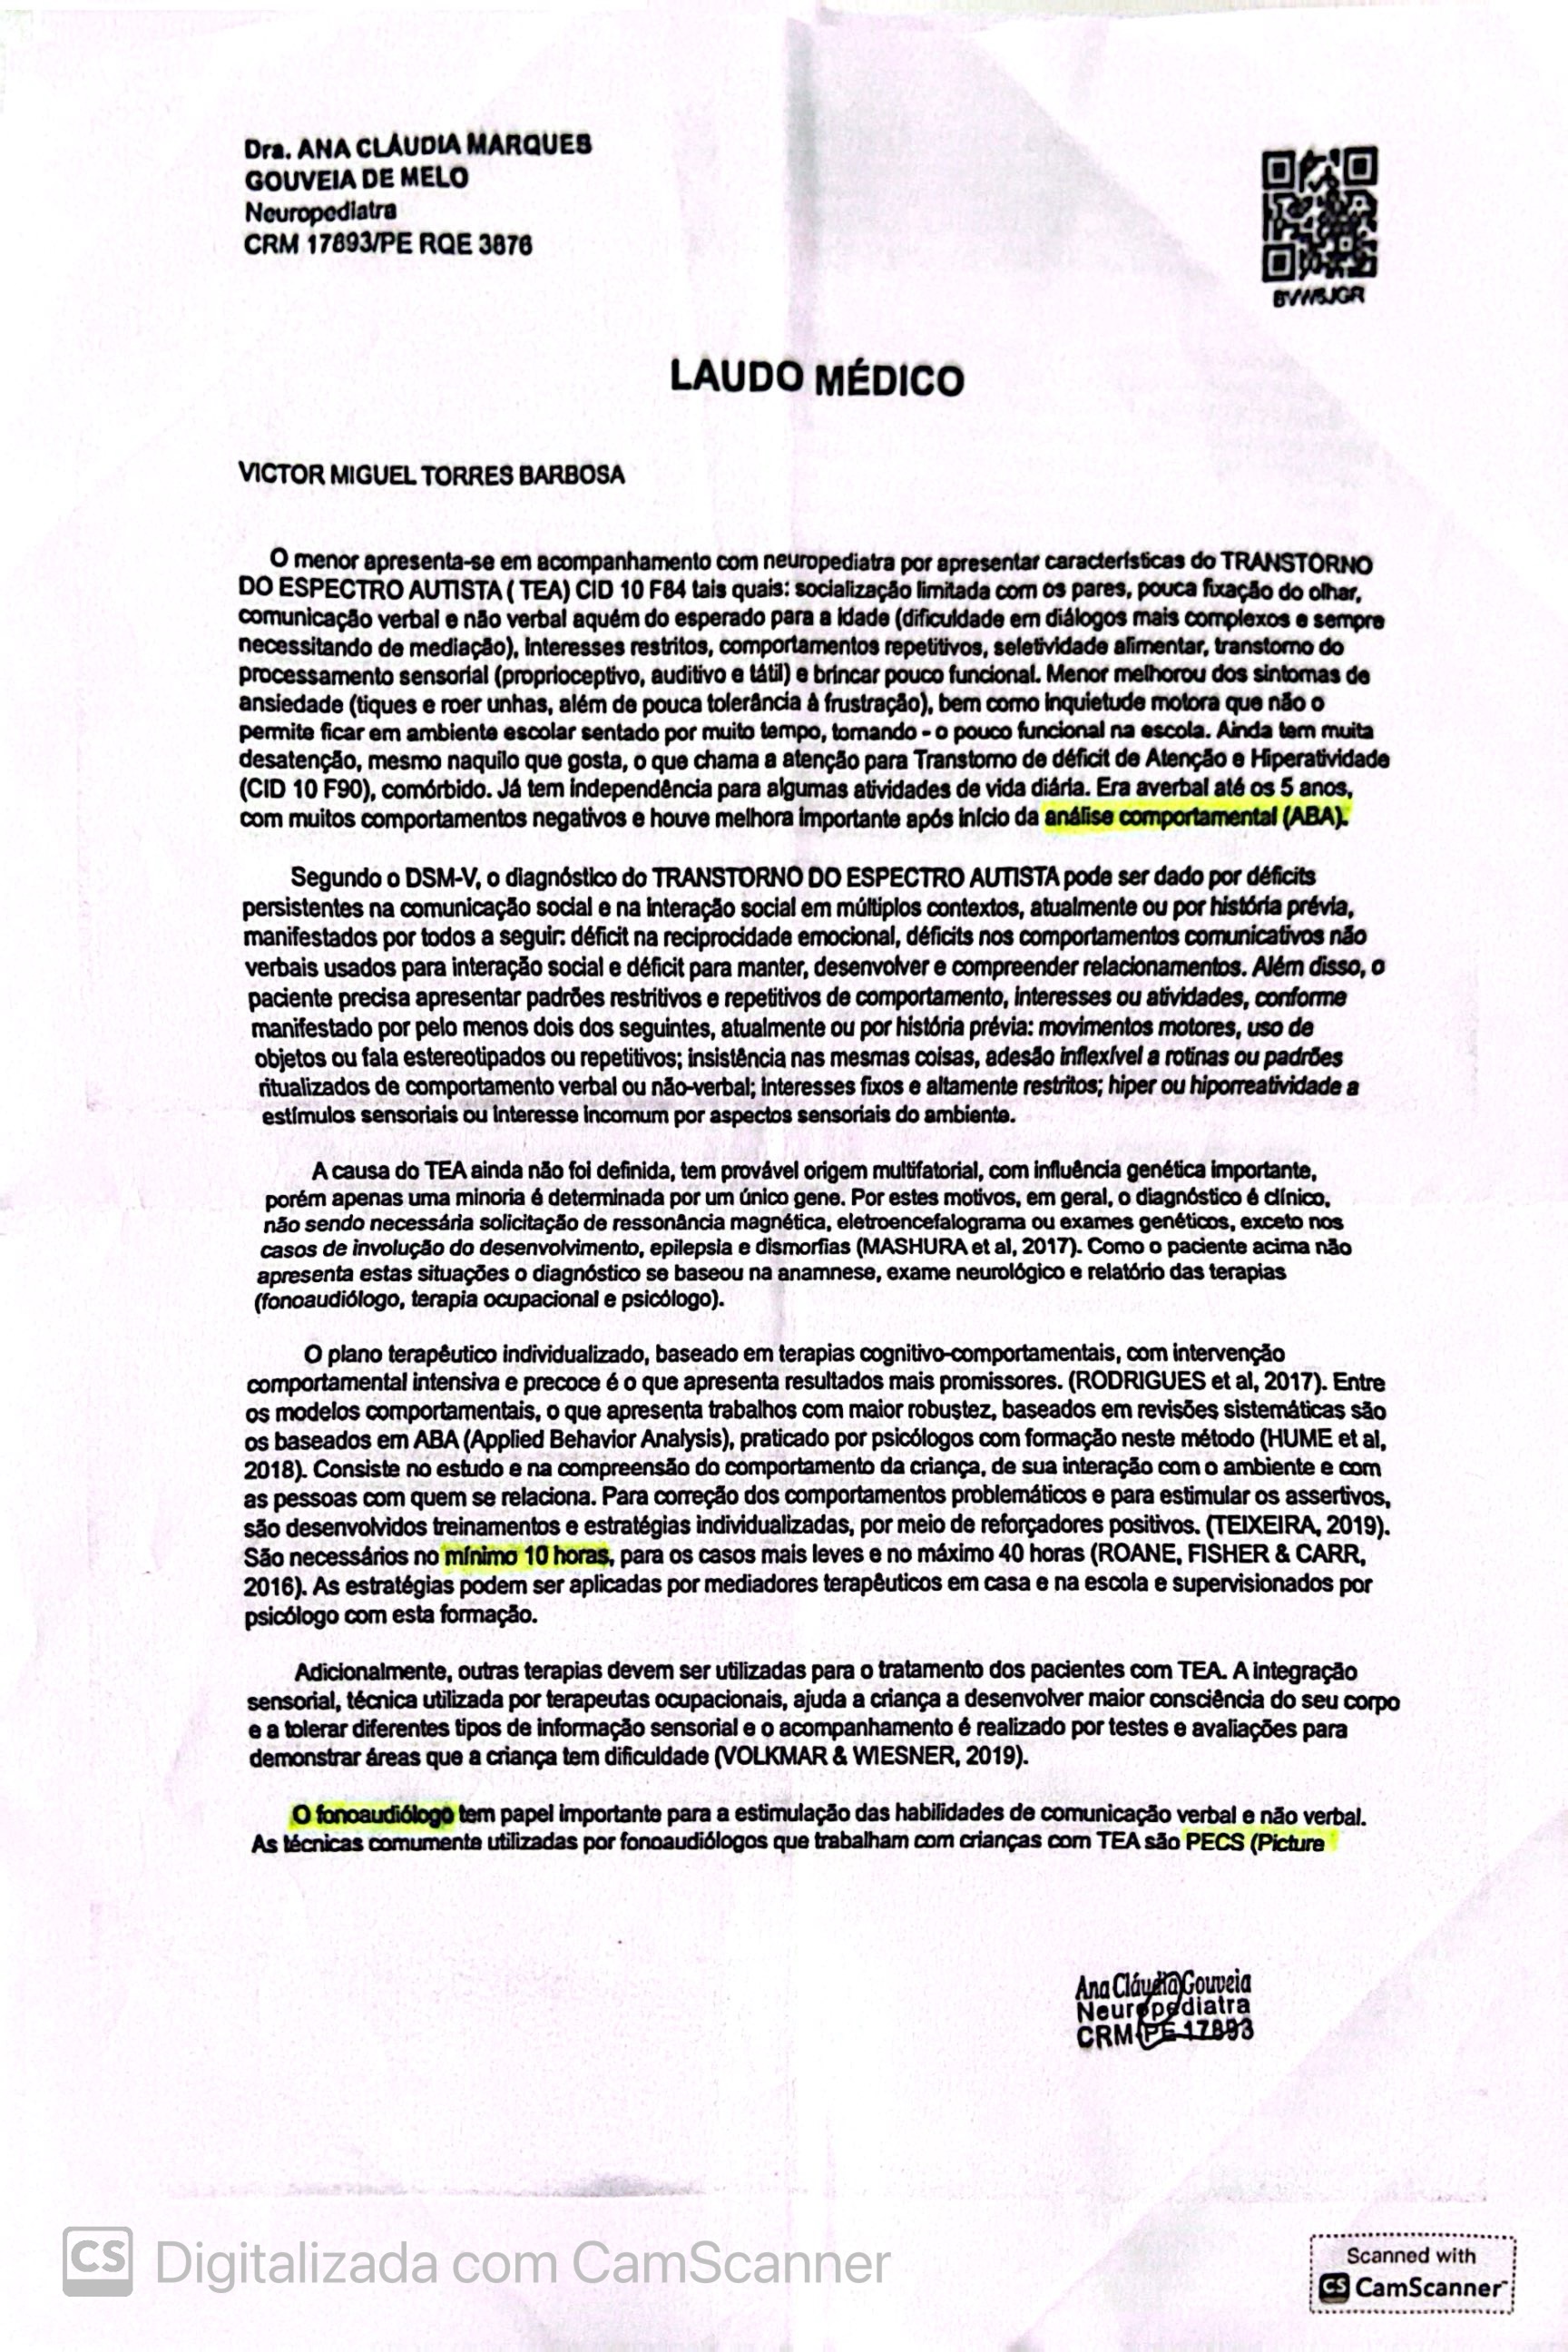 Dra. ANA CLÁUDIA MARQUES
GOUVEIA DE MELO
Neuropediatra
CRM 17893/PE RQE 3876
BVW5JGR
LAUDO MÉDICO
VICTOR MIGUEL TORRES BARBOSA
O menor apresenta-se em acompanhamento com neuropediatra por apresentar características do TRANSTORNO
DO ESPECTRO AUTISTA ( TEA) CID 10 F84 tais quais: socialização limitada com os pares, pouca fixação do olhar,
comunicação verbal e não verbal aquém do esperado para a idade (dificuldade em diálogos mais complexos e sempre
necessitando de mediação), interesses restritos, comportamentos repetitivos, seletividade alimentar, transtorno do
processamento sensorial (proprioceptivo, auditivo e tátil) e brincar pouco funcional. Menor melhorou dos sintomas de
ansiedade (tiques e roer unhas, além de pouca tolerância à frustração), bem como inquietude motora que não o
permite ficar em ambiente escolar sentado por muito tempo, tornando - o pouco funcional na escola. Ainda tem muita
desatenção, mesmo naquilo que gosta, o que chama a atenção para Transtorno de déficit de Atenção e Hiperatividade
(CID 10 F90), comórbido. Já tem independência para algumas atividades de vida diária. Era averbal até os 5 anos,
com muitos comportamentos negativos e houve melhora importante após início da análise comportamental (ABA).
Segundo o DSM-V, o diagnóstico do TRANSTORNO DO ESPECTRO AUTISTA pode ser dado por déficits
persistentes na comunicação social e na interação social em múltiplos contextos, atualmente ou por história prévia,
manifestados por todos a seguir: déficit na reciprocidade emocional, déficits nos comportamentos comunicativos não
verbais usados para interação social e déficit para manter, desenvolver e compreender relacionamentos. Além disso, o
paciente precisa apresentar padrões restritivos e repetitivos de comportamento, interesses ou atividades, conforme
manifestado por pelo menos dois dos seguintes, atualmente ou por história prévia: movimentos motores, uso de
objetos ou fala estereotipados ou repetitivos; insistência nas mesmas coisas, adesão inflexível a rotinas ou padrões
ritualizados de comportamento verbal ou não-verbal; interesses fixos e altamente restritos; hiper ou hiporreatividade a
estímulos sensoriais ou interesse incomum por aspectos sensoriais do ambiente.
A causa do TEA ainda não foi definida, tem provável origem multifatorial, com influência genética importante,
porém apenas uma minoria é determinada por um único gene. Por estes motivos, em geral, o diagnóstico é clínico,
não sendo necessária solicitação de ressonância magnética, eletroencefalograma ou exames genéticos, exceto nos
casos de involução do desenvolvimento, epilepsia e dismorfias (MASHURA et al, 2017). Como o paciente acima não
apresenta estas situações o diagnóstico se baseou na anamnese, exame neurológico e relatório das terapias
(fonoaudiólogo, terapia ocupacional e psicólogo).
O plano terapêutico individualizado, baseado em terapias cognitivo-comportamentais, com intervenção
comportamental intensiva e precoce é o que apresenta resultados mais promissores. (RODRIGUES et al, 2017). Entre
os modelos comportamentais, o que apresenta trabalhos com maior robustez, baseados em revisões sistemáticas são
os baseados em ABA (Applied Behavior Analysis), praticado por psicólogos com formação neste método (HUME et al,
2018). Consiste no estudo e na compreensão do comportamento da criança, de sua interação com o ambiente e com
as pessoas com quem se relaciona. Para correção dos comportamentos problemáticos e para estimular os assertivos,
são desenvolvidos treinamentos e estratégias individualizadas, por meio de reforçadores positivos. (TEIXEIRA, 2019).
São necessários no mínimo 10 horas, para os casos mais leves e no máximo 40 horas (ROANE, FISHER & CARR,
2016). As estratégias podem ser aplicadas por mediadores terapêuticos em casa e na escola e supervisionados por
psicólogo com esta formação.
Adicionalmente, outras terapias devem ser utilizadas para o tratamento dos pacientes com TEA. A integração
sensorial, técnica utilizada por terapeutas ocupacionais, ajuda a criança a desenvolver maior consciência do seu corpo
e a tolerar diferentes tipos de informação sensorial e o acompanhamento é realizado por testes e avaliações para
demonstrar áreas que a criança tem dificuldade (VOLKMAR & WIESNER, 2019).
O fonoaudiólogo tem papel importante para a estimulação das habilidades de comunicação verbal e não verbal.
As técnicas comumente utilizadas por fonoaudiólogos que trabalham com crianças com TEA são PECS (Picture
Ana Cláudia Gouveia
Neuropediatra
CRM PE 17893
CS Digitalizada com CamScanner
Scanned with
CS CamScanner